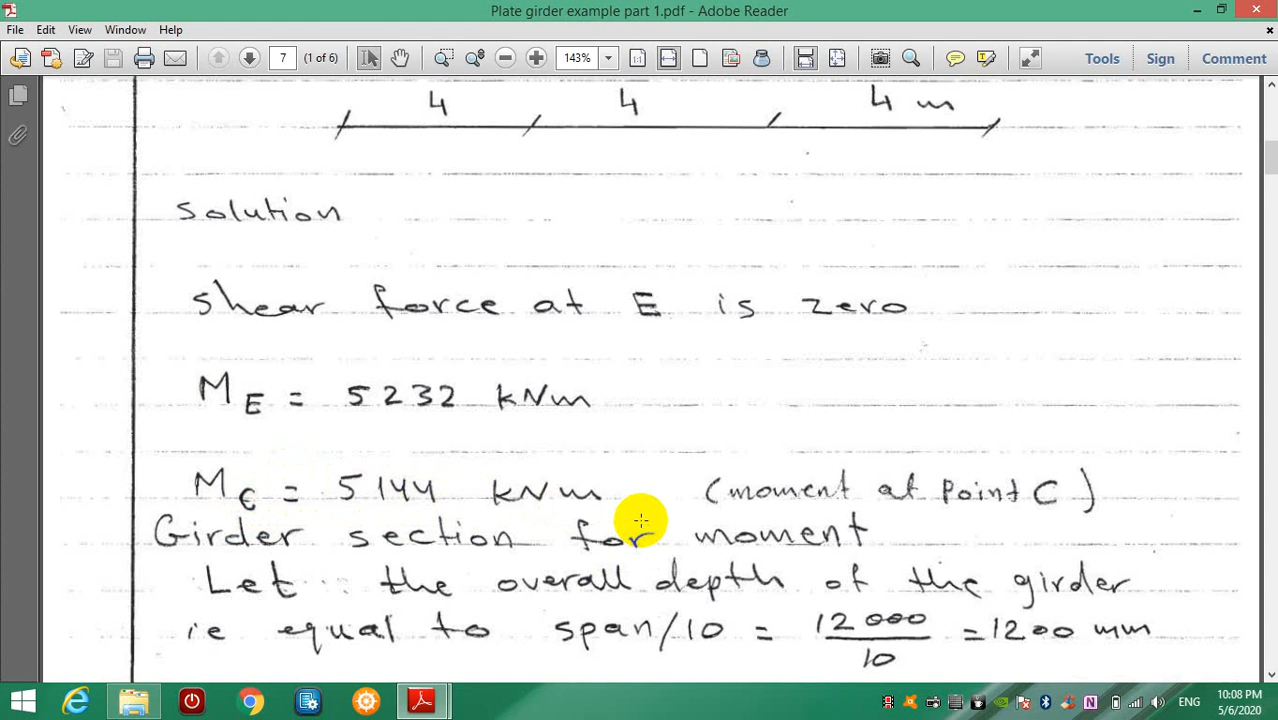 Plate girder example part 1.pdf - Adobe Reader
File Edit View Window Help
7 (1 of 6) 143% Tools Sign Comment
4 4 4 m
Solution
Shear force at E is zero
ME = 5232 kNm
Mc = 5144 kNm (moment at point C)
Girder section for moment
Let the overall depth of the girder
ie equal to span/10 = 12000/10 = 1200 mm
10:08 PM
ENG
5/6/2020